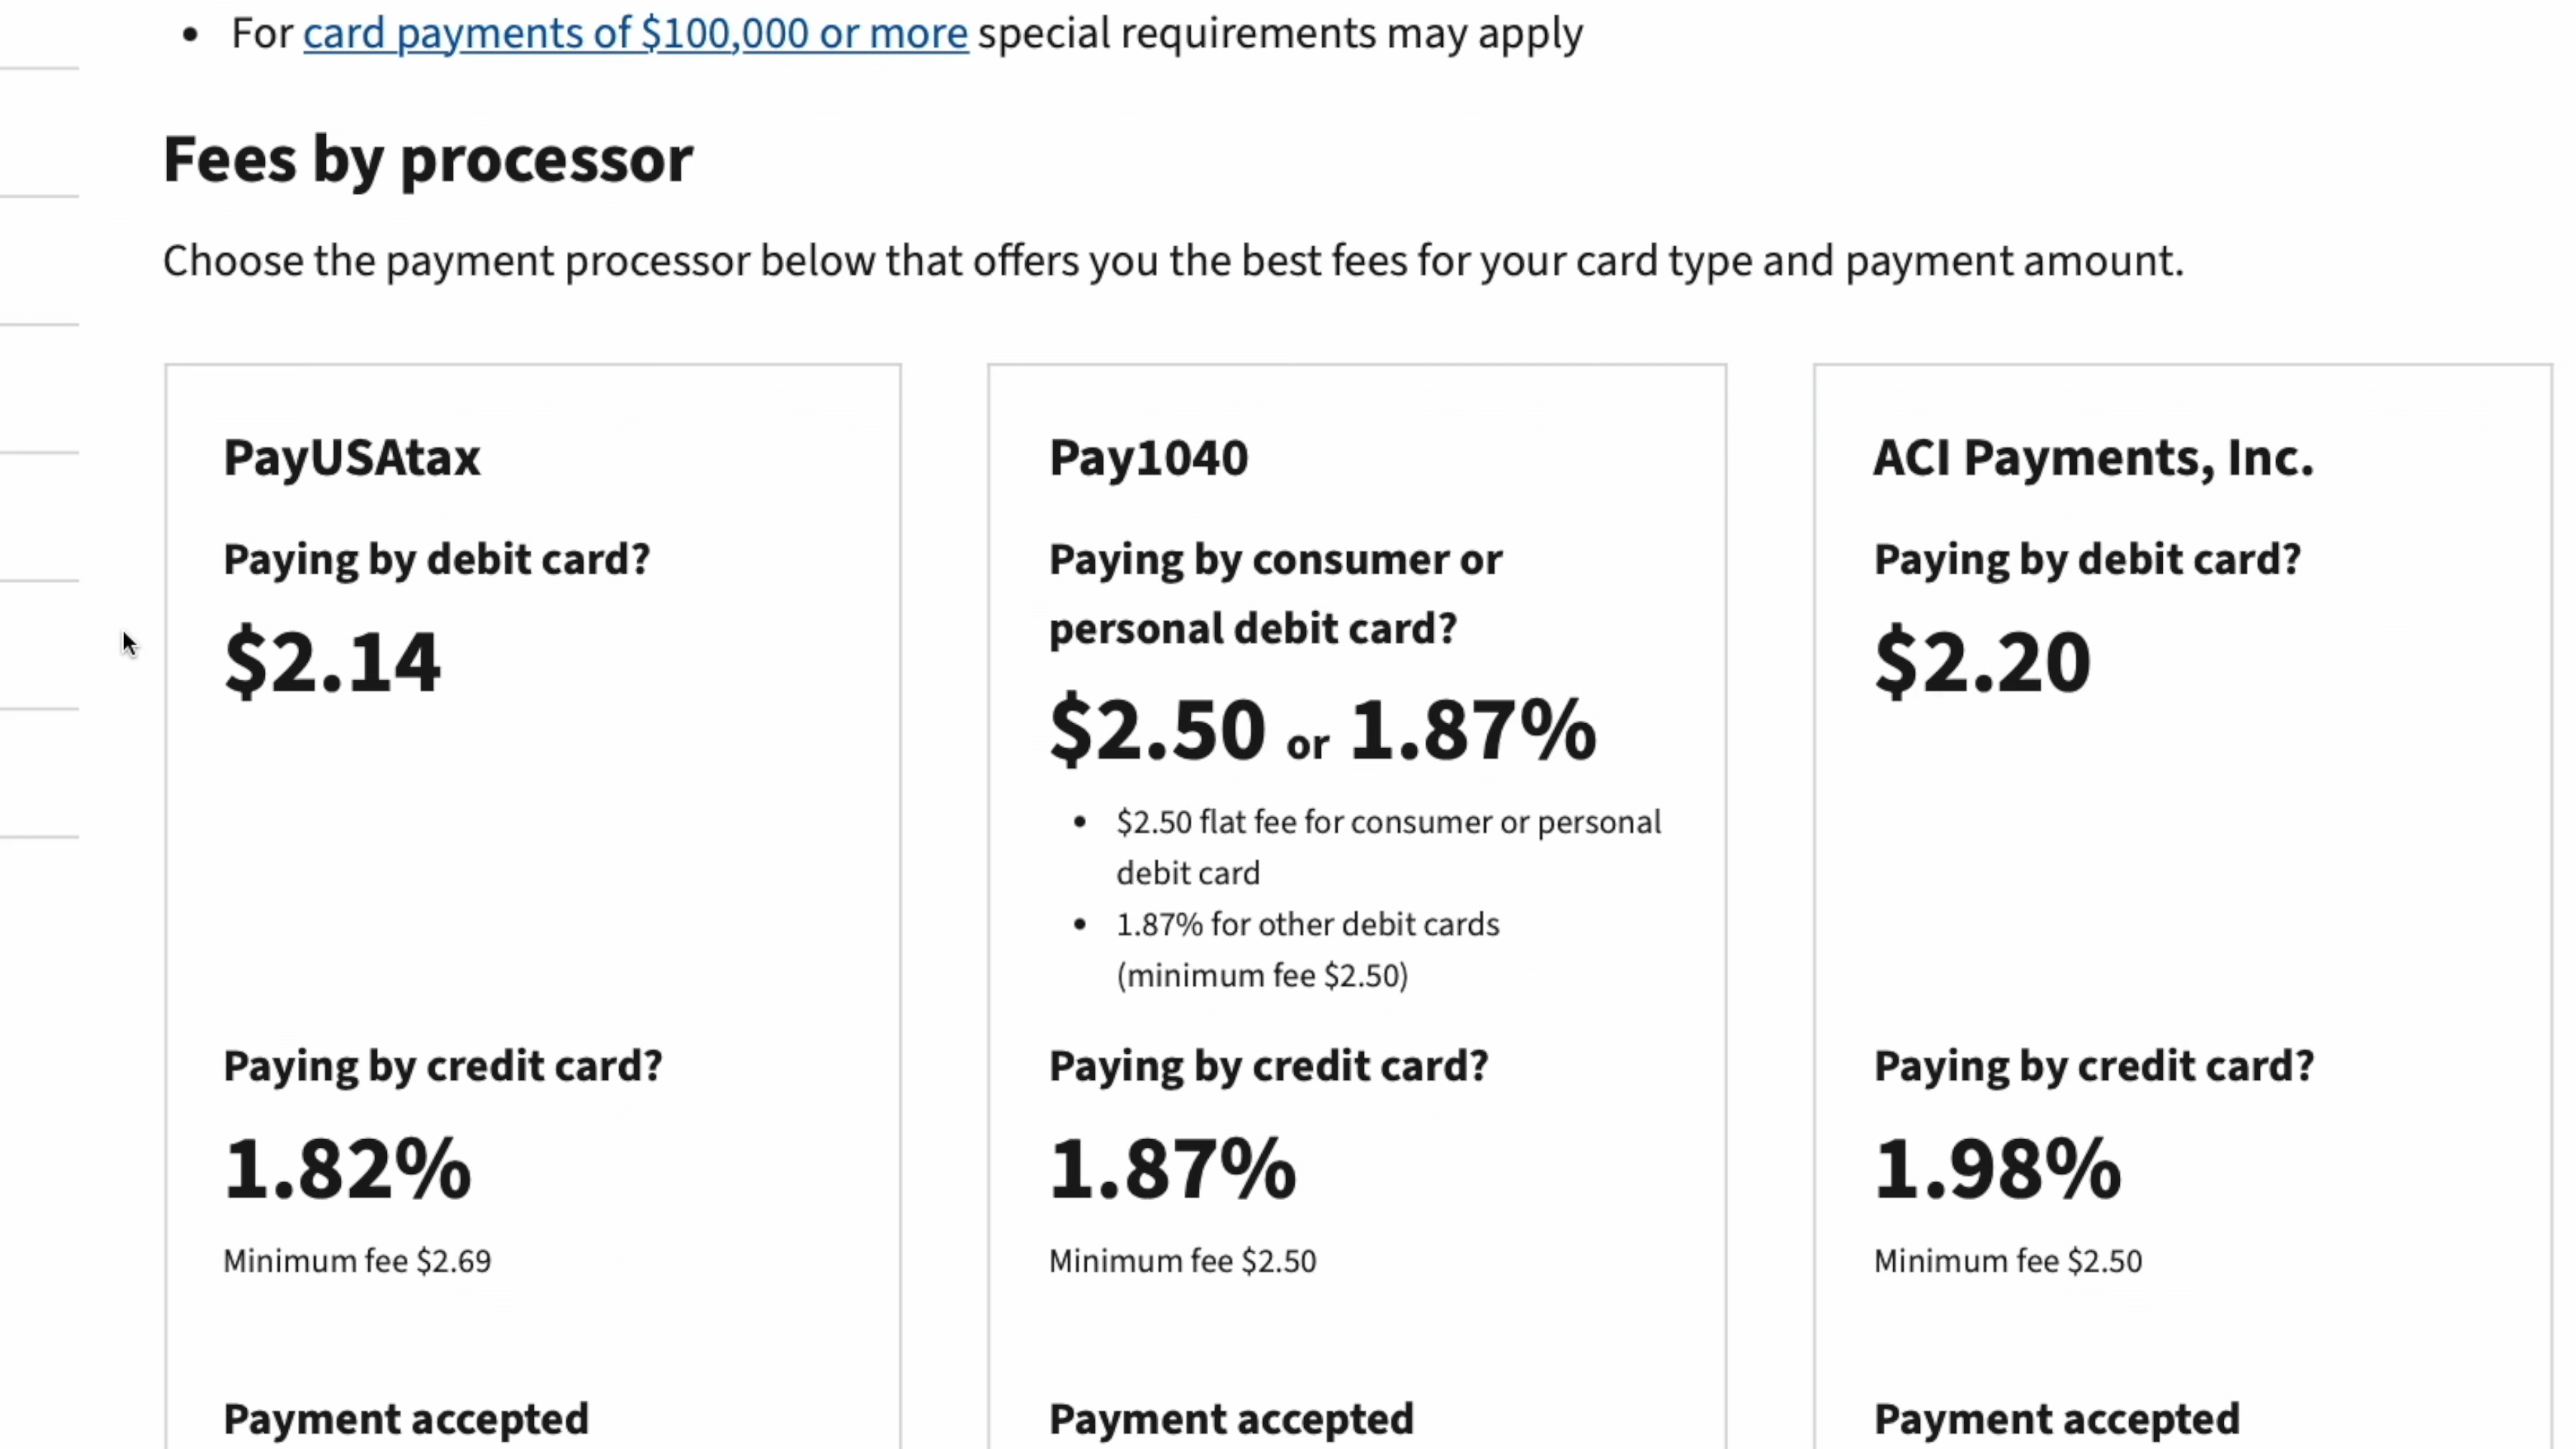 • For card payments of $100,000 or more special requirements may apply
Fees by processor
Choose the payment processor below that offers you the best fees for your card type and payment amount.
PayUSAtax
Paying by debit card?
$2.14
Paying by credit card?
1.82%
Minimum fee $2.69
Payment accepted
Pay1040
Paying by consumer or
personal debit card?
$2.50 or 1.87%
• $2.50 flat fee for consumer or personal
debit card
• 1.87% for other debit cards
(minimum fee $2.50)
Paying by credit card?
1.87%
Minimum fee $2.50
Payment accepted
ACI Payments, Inc.
Paying by debit card?
$2.20
Paying by credit card?
1.98%
Minimum fee $2.50
Payment accepted